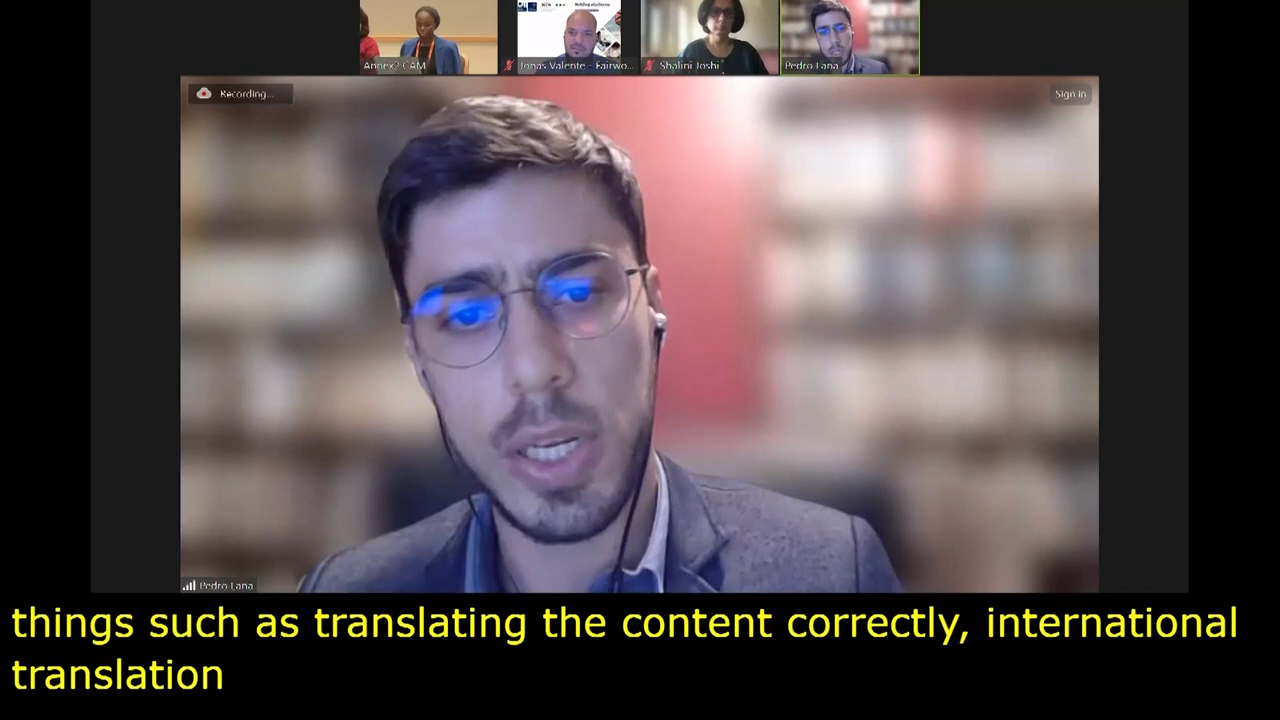 Annex2 CAM
Jonas Valente - Fairwo...
Shalini Joshi
Pedro Lana
Recording...
Sign in
Pedro Lana
things such as translating the content correctly, international
translation